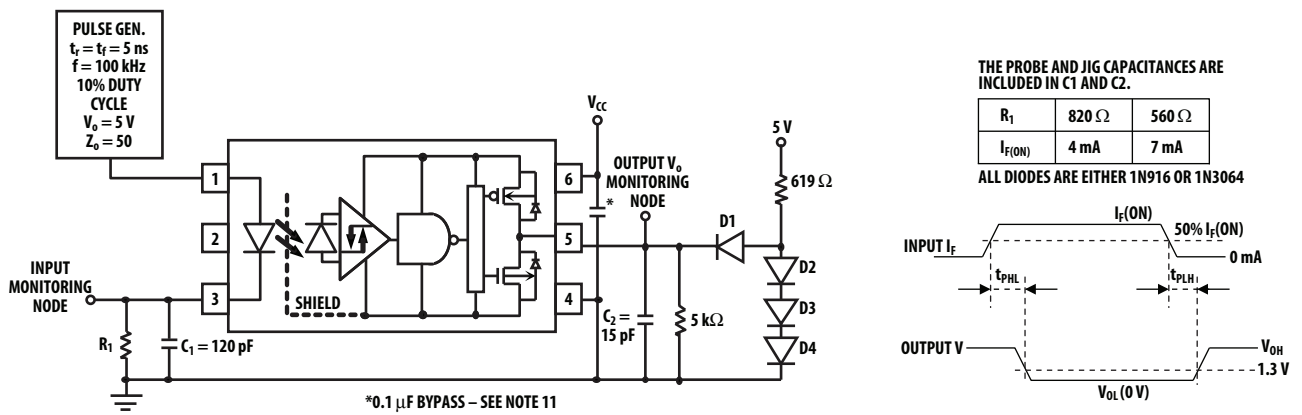 PULSE GEN.
tr = tf = 5 ns
f = 100 kHz
10% DUTY
CYCLE
Vo = 5 V
Zo = 50
1
2
3
INPUT
MONITORING
NODE
R1
C1 = 120 pF
SHIELD
6
5
4
VCC
*
OUTPUT Vo
MONITORING
NODE
C2 =
15 pF
5 kΩ
D1
5 V
619 Ω
D2
D3
D4
*0.1 μF BYPASS – SEE NOTE 11
THE PROBE AND JIG CAPACITANCES ARE
INCLUDED IN C1 AND C2.
R1 820 Ω 560 Ω
IF(ON) 4 mA 7 mA
ALL DIODES ARE EITHER 1N916 OR 1N3064
IF(ON)
50% IF(ON)
INPUT IF
0 mA
tPHL
tPLH
OUTPUT V
VOH
1.3 V
VOL (0 V)